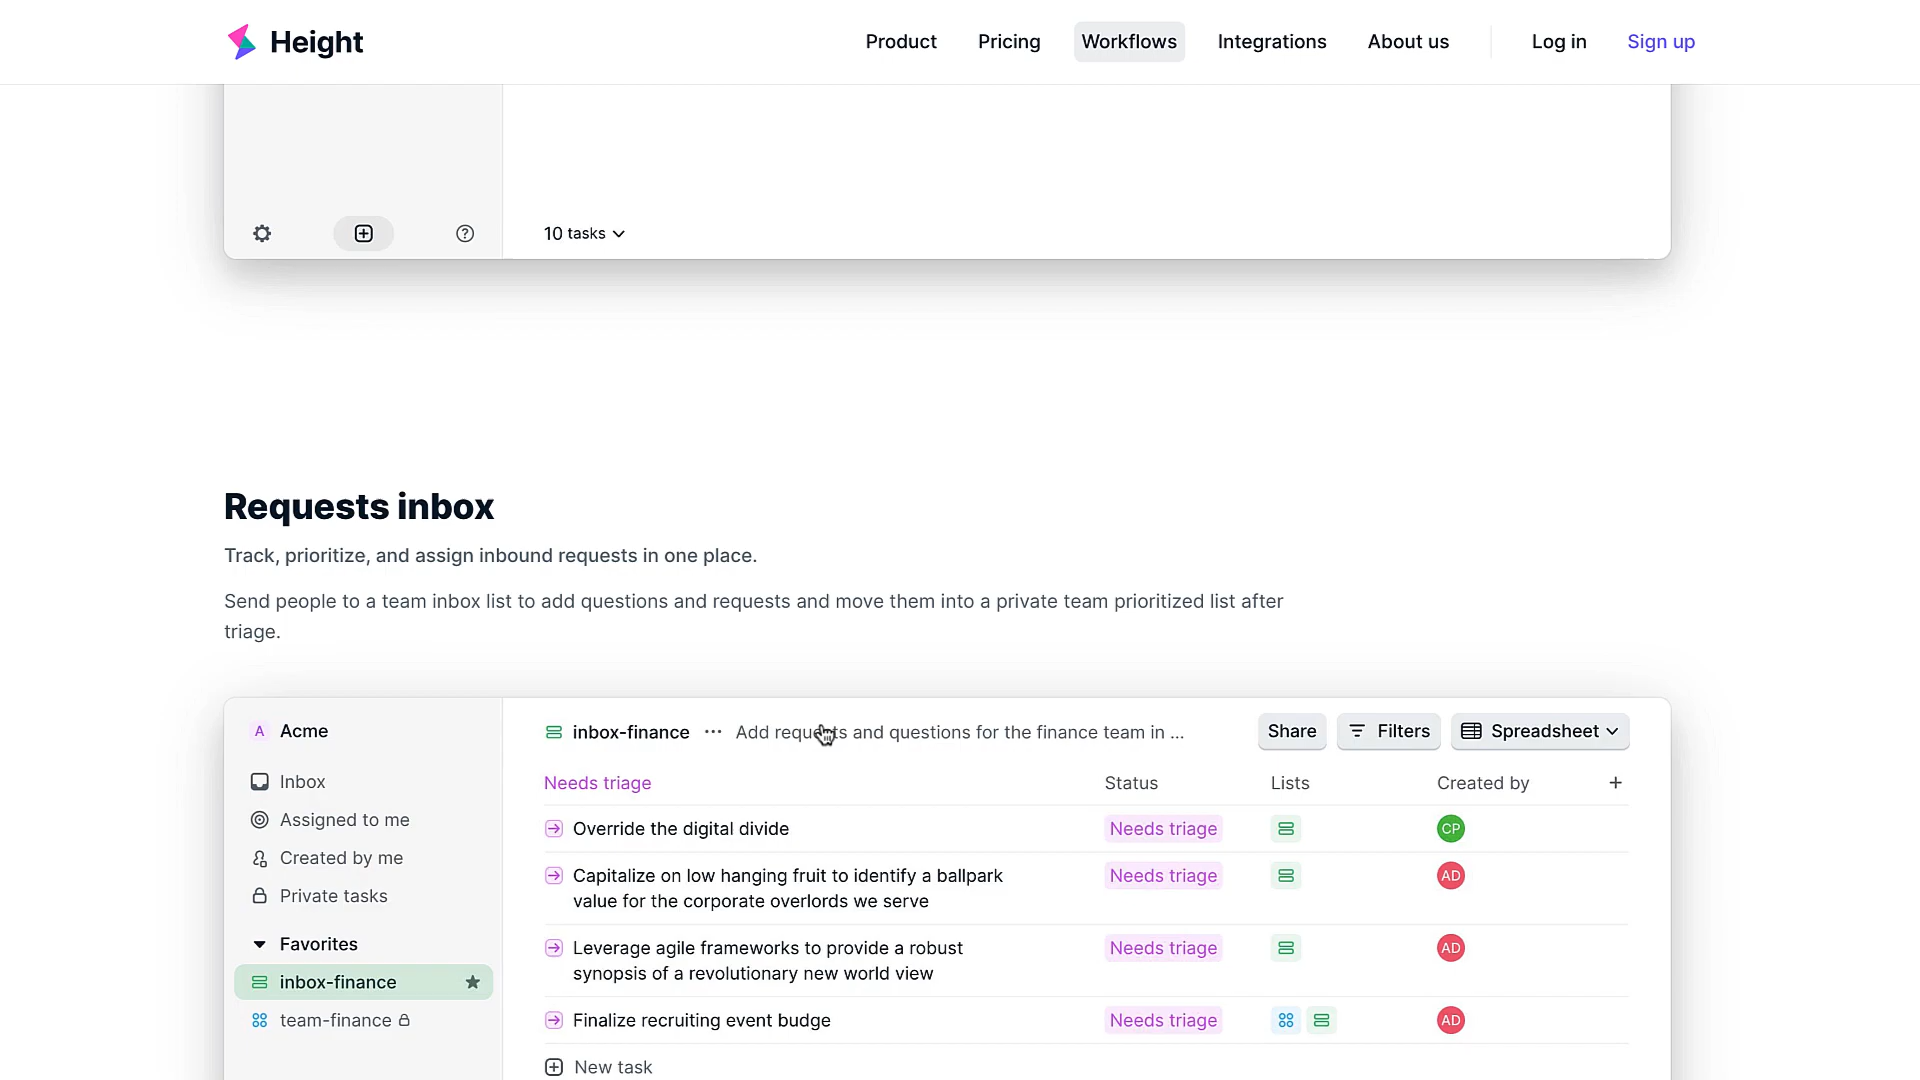 Height
Product Pricing Workflows Integrations About us Log in Sign up
10 tasks
Requests inbox
Track, prioritize, and assign inbound requests in one place.
Send people to a team inbox list to add questions and requests and move them into a private team prioritized list after
triage.
A Acme
Inbox
Assigned to me
Created by me
Private tasks
Favorites
inbox-finance
team-finance
inbox-finance ... Add requests and questions for the finance team in ...
Share Filters Spreadsheet
Needs triage Status Lists Created by +
Override the digital divide Needs triage CP
Capitalize on low hanging fruit to identify a ballpark
value for the corporate overlords we serve
Needs triage AD
Leverage agile frameworks to provide a robust
synopsis of a revolutionary new world view
Needs triage AD
Finalize recruiting event budge Needs triage AD
New task